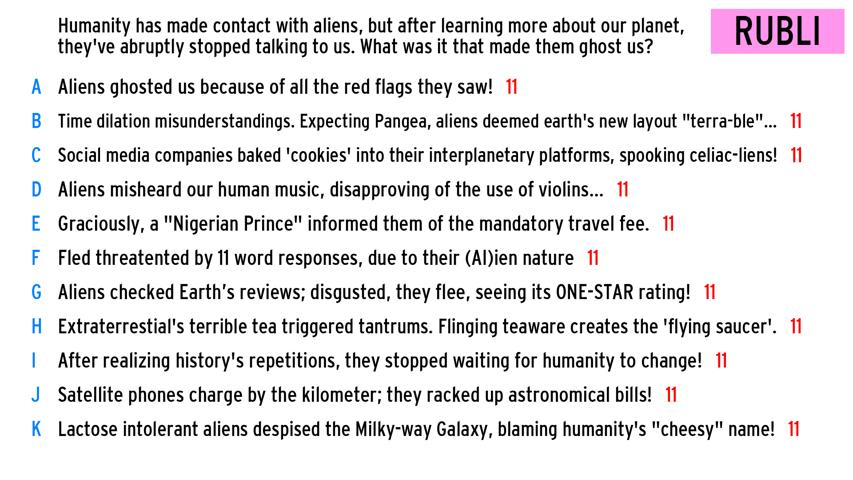 Humanity has made contact with aliens, but after learning more about our planet,
they've abruptly stopped talking to us. What was it that made them ghost us?
RUBLI
A Aliens ghosted us because of all the red flags they saw! 11
B Time dilation misunderstandings. Expecting Pangea, aliens deemed earth's new layout "terra-ble"... 11
C Social media companies baked 'cookies' into their interplanetary platforms, spooking celiac-liens! 11
D Aliens misheard our human music, disapproving of the use of violins... 11
E Graciously, a "Nigerian Prince" informed them of the mandatory travel fee. 11
F Fled threatented by 11 word responses, due to their (AI)ien nature 11
G Aliens checked Earth’s reviews; disgusted, they flee, seeing its ONE-STAR rating! 11
H Extraterrestial's terrible tea triggered tantrums. Flinging teaware creates the 'flying saucer'. 11
I After realizing history's repetitions, they stopped waiting for humanity to change! 11
J Satellite phones charge by the kilometer; they racked up astronomical bills! 11
K Lactose intolerant aliens despised the Milky-way Galaxy, blaming humanity's "cheesy" name! 11